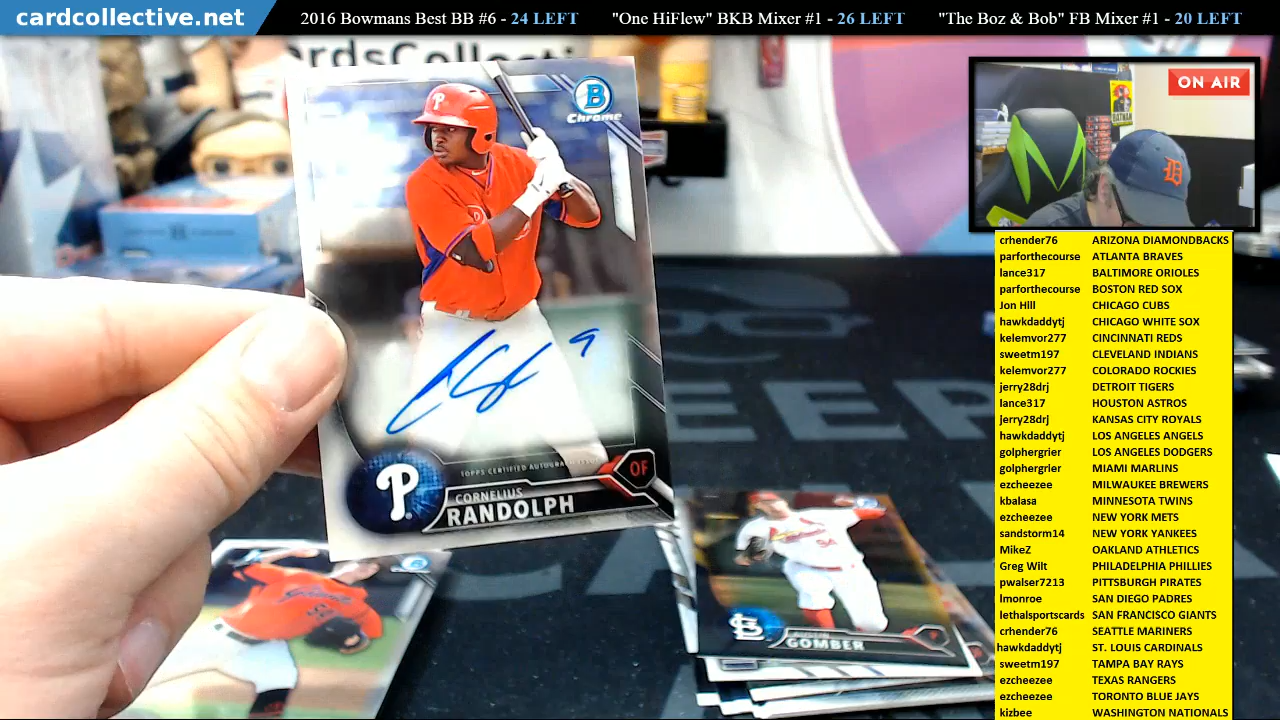 cardcollective.net
2016 Bowmans Best BB #6 - 24 LEFT
"One HiFlew" BKB Mixer #1 - 26 LEFT
"The Boz & Bob" FB Mixer #1 - 20 LEFT
ON AIR
B
Chrome
P
9
TOPPS CERTIFIED AUTOGRAPH ISSUE
OF
P
CORNELIUS
RANDOLPH
AUSTIN
GOMBER
P
D
crhender76 ARIZONA DIAMONDBACKS
parforthecourse ATLANTA BRAVES
lance317 BALTIMORE ORIOLES
parforthecourse BOSTON RED SOX
Jon Hill CHICAGO CUBS
hawkdaddytj CHICAGO WHITE SOX
kelemvor277 CINCINNATI REDS
sweetm197 CLEVELAND INDIANS
kelemvor277 COLORADO ROCKIES
jerry28drj DETROIT TIGERS
lance317 HOUSTON ASTROS
jerry28drj KANSAS CITY ROYALS
hawkdaddytj LOS ANGELES ANGELS
golphergrier LOS ANGELES DODGERS
golphergrier MIAMI MARLINS
ezcheezee MILWAUKEE BREWERS
kbalasa MINNESOTA TWINS
ezcheezee NEW YORK METS
sandstorm14 NEW YORK YANKEES
MikeZ OAKLAND ATHLETICS
Greg Wilt PHILADELPHIA PHILLIES
pwalser7213 PITTSBURGH PIRATES
lmonroe SAN DIEGO PADRES
lethalsportscards SAN FRANCISCO GIANTS
crhender76 SEATTLE MARINERS
hawkdaddytj ST. LOUIS CARDINALS
sweetm197 TAMPA BAY RAYS
ezcheezee TEXAS RANGERS
ezcheezee TORONTO BLUE JAYS
kizbee WASHINGTON NATIONALS